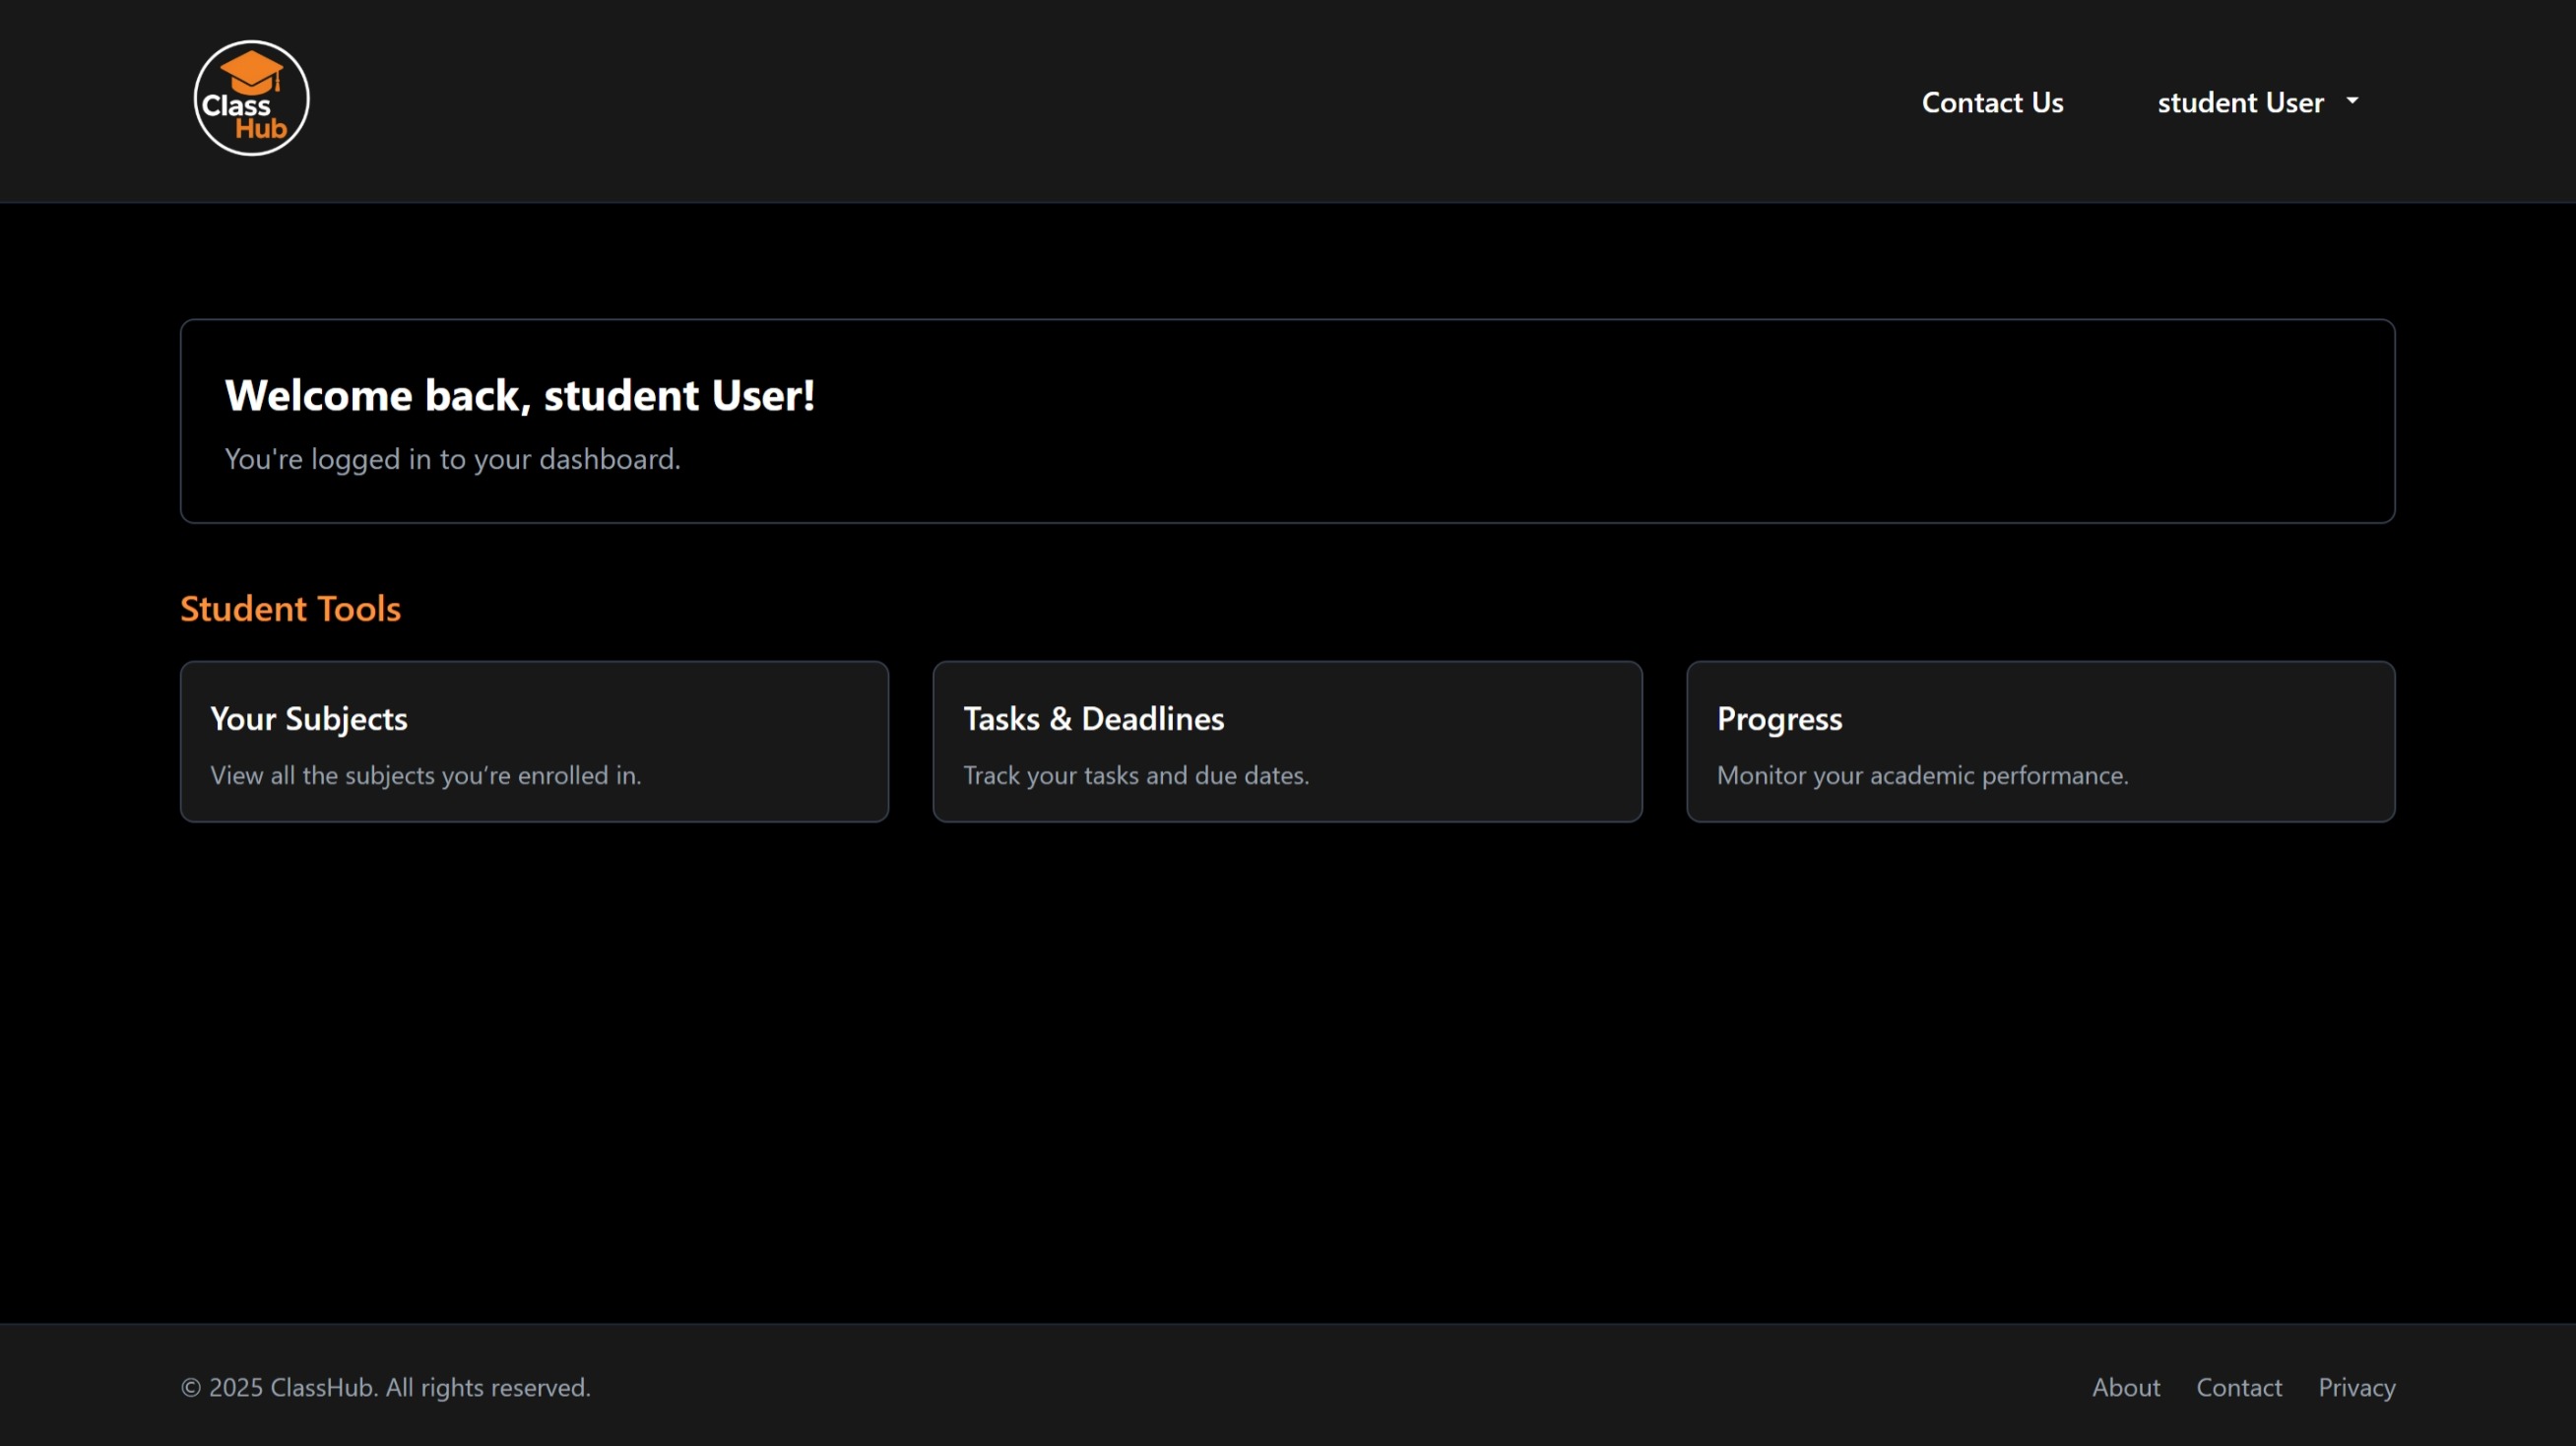 Class
Hub
Contact Us
student User
Welcome back, student User!
You're logged in to your dashboard.
Student Tools
Your Subjects
View all the subjects you’re enrolled in.
Tasks & Deadlines
Track your tasks and due dates.
Progress
Monitor your academic performance.
© 2025 ClassHub. All rights reserved.
About
Contact
Privacy